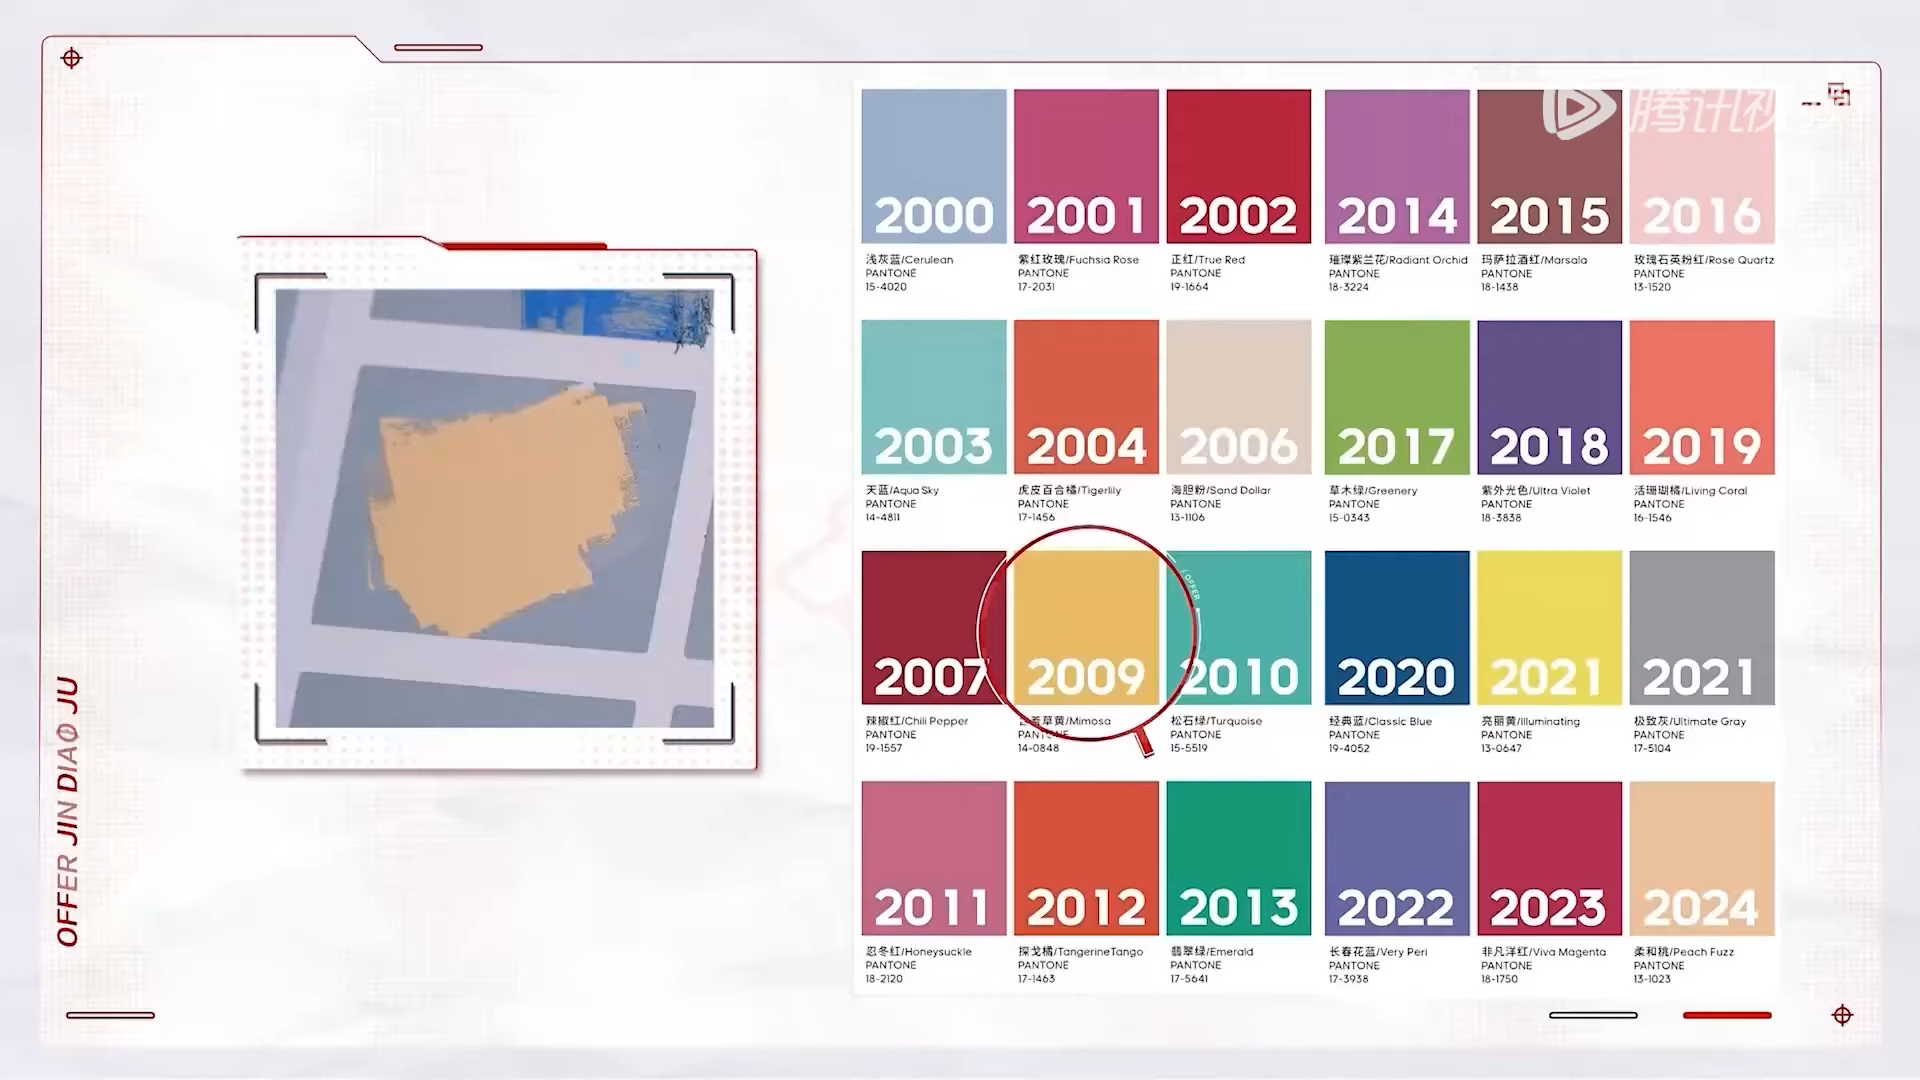 腾讯视
2000 2001 2002 2014 2015 2016
浅灰蓝/Cerulean 紫红玫瑰/Fuchsia Rose 正红/True Red 璀璨紫兰花/Radiant Orchid 玛萨拉酒红/Marsala 玫瑰石英粉红/Rose Quartz
PANTONE PANTONE PANTONE PANTONE PANTONE PANTONE
15-4020 17-2031 19-1664 18-3224 18-1438 13-1520
2003 2004 2006 2017 2018 2019
天蓝/Aqua Sky 虎皮百合橘/Tigerlily 海胆粉/Sand Dollar 草木绿/Greenery 紫外光色/Ultra Violet 活珊瑚橘/Living Coral
PANTONE PANTONE PANTONE PANTONE PANTONE PANTONE
14-4811 17-1456 13-1106 15-0343 18-3838 16-1546
OFFER
2007 2009 2010 2020 2021 2021
辣椒红/Chili Pepper 草黄/Mimosa 松石绿/Turquoise 经典蓝/Classic Blue 亮丽黄/Illuminating 极致灰/Ultimate Gray
PANTONE PANTONE PANTONE PANTONE PANTONE PANTONE
19-1557 14-0848 15-5519 19-4052 13-0647 17-5104
2011 2012 2013 2022 2023 2024
忍冬红/Honeysuckle 探戈橘/TangerineTango 翡翠绿/Emerald 长春花蓝/Very Peri 非凡洋红/Viva Magenta 柔和桃/Peach Fuzz
PANTONE PANTONE PANTONE PANTONE PANTONE PANTONE
18-2120 17-1463 17-5641 17-3938 18-1750 13-1023
OFFER JIN DIAO JU